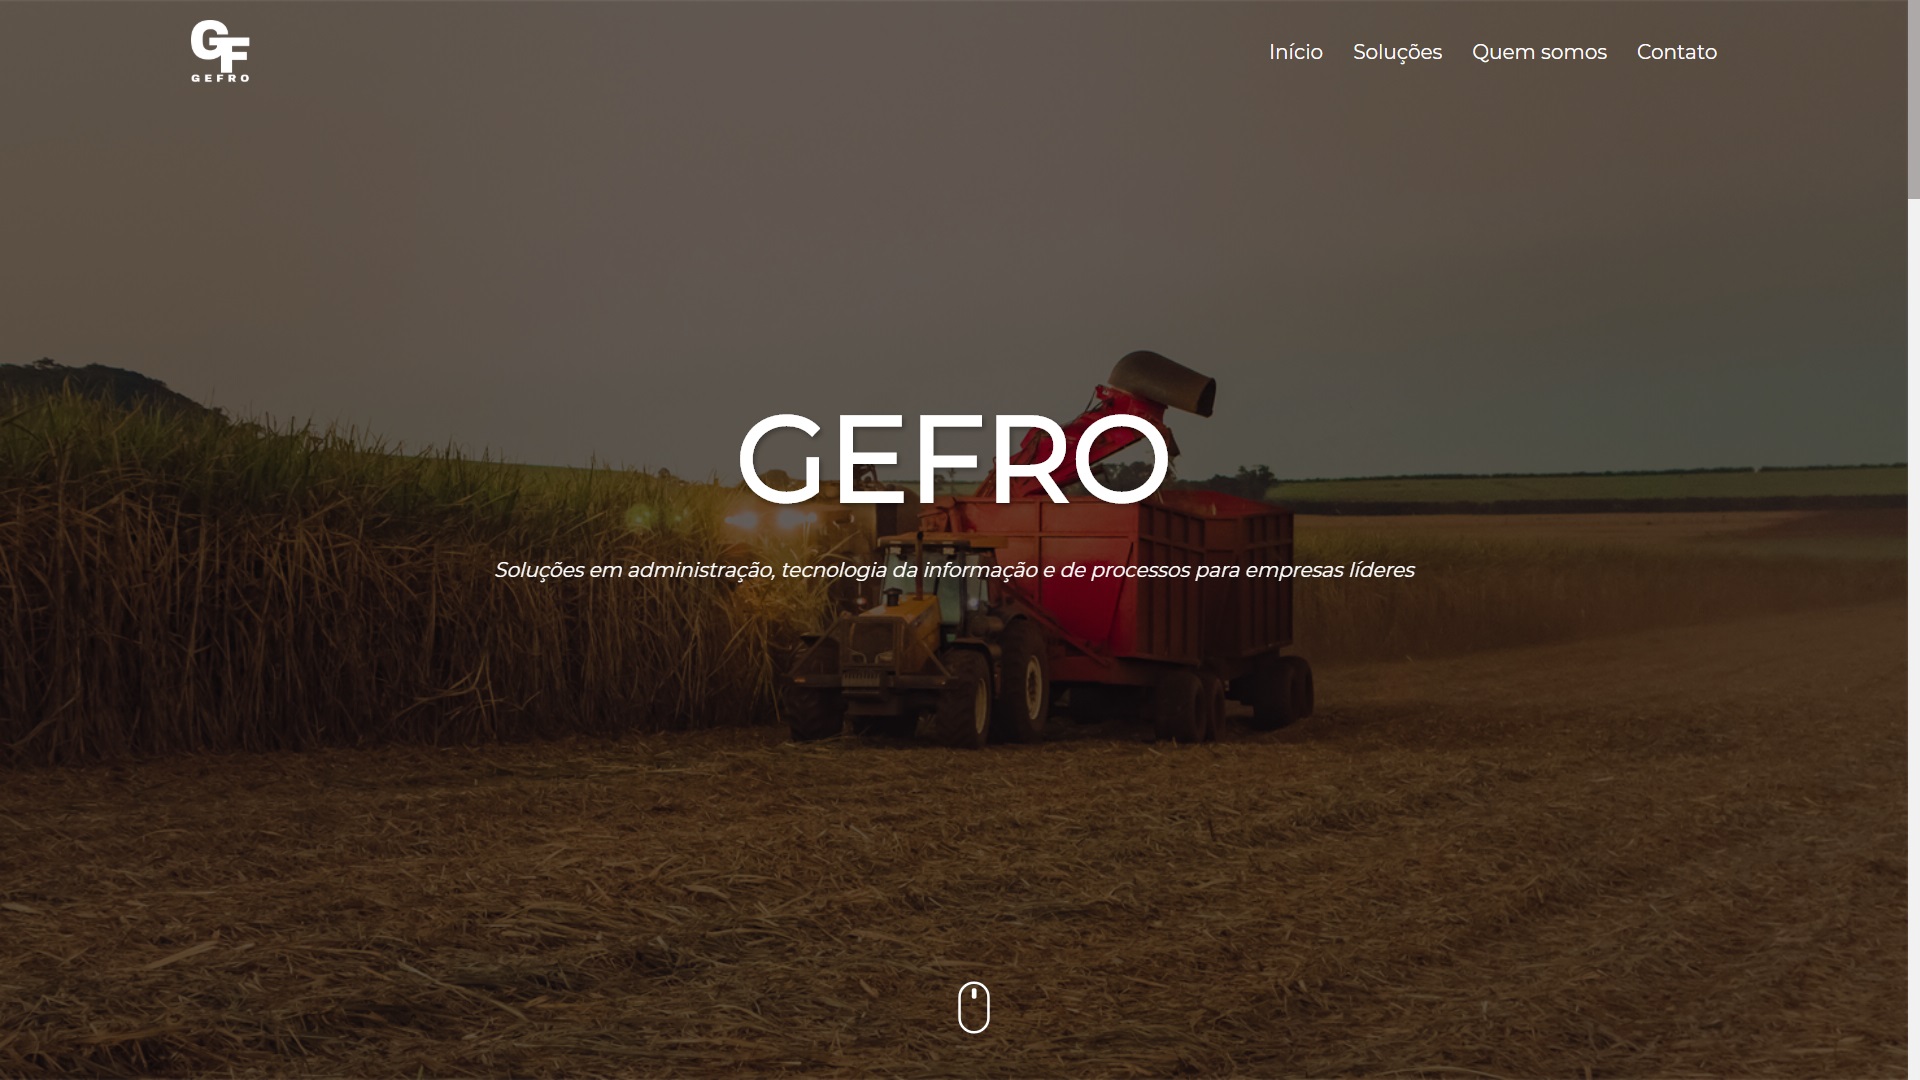 GF
GEFRO
Início Soluções Quem somos Contato
GEFRO
Soluções em administração, tecnologia da informação e de processos para empresas líderes